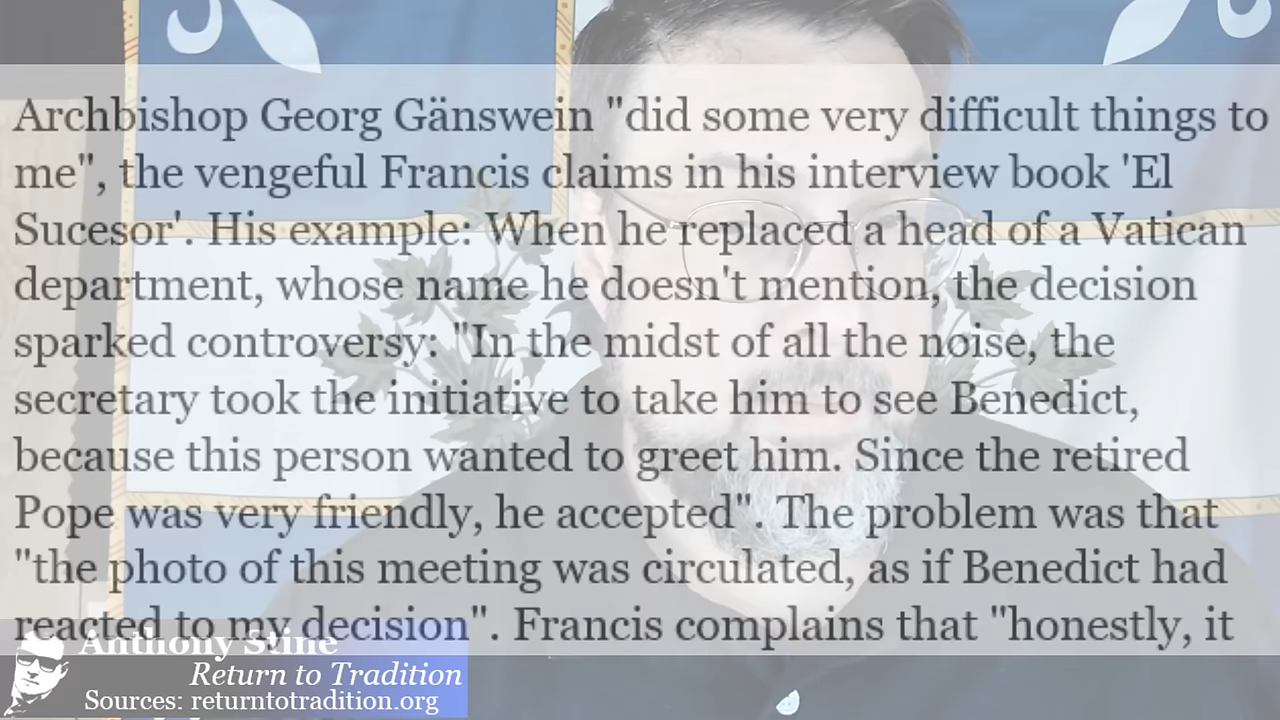 Archbishop Georg Gänswein "did some very difficult things to
me", the vengeful Francis claims in his interview book 'El
Sucesor'. His example: When he replaced a head of a Vatican
department, whose name he doesn't mention, the decision
sparked controversy: "In the midst of all the noise, the
secretary took the initiative to take him to see Benedict,
because this person wanted to greet him. Since the retired
Pope was very friendly, he accepted". The problem was that
"the photo of this meeting was circulated, as if Benedict had
reacted to my decision". Francis complains that "honestly, it
Anthony Stine
Return to Tradition
Sources: returntotradition.org